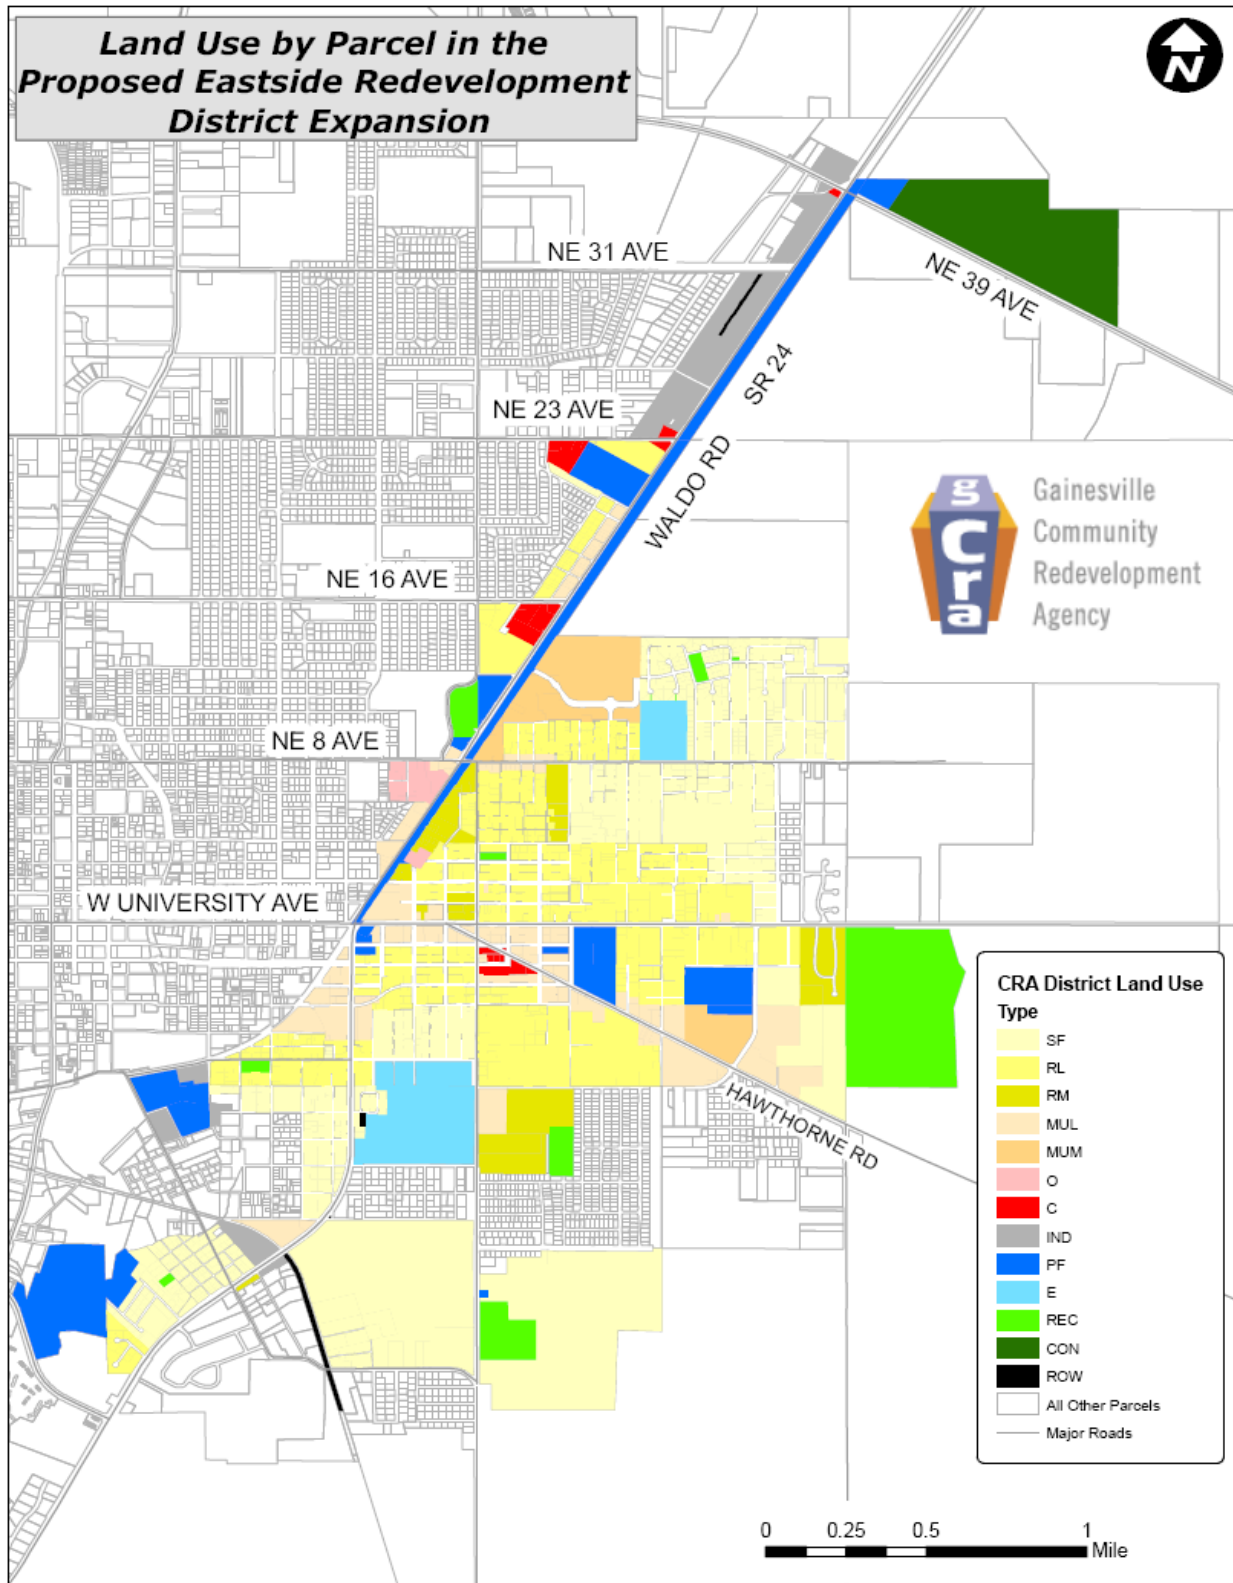 Land Use by Parcel in the
Proposed Eastside Redevelopment
District Expansion
N
NE 31 AVE
NE 39 AVE
SR 24
NE 23 AVE
WALDO RD
g
c
r
a
Gainesville
Community
Redevelopment
Agency
NE 16 AVE
NE 8 AVE
W UNIVERSITY AVE
HAWTHORNE RD
CRA District Land Use
Type
SF
RL
RM
MUL
MUM
O
C
IND
PF
E
REC
CON
ROW
All Other Parcels
Major Roads
0 0.25 0.5 1
Mile